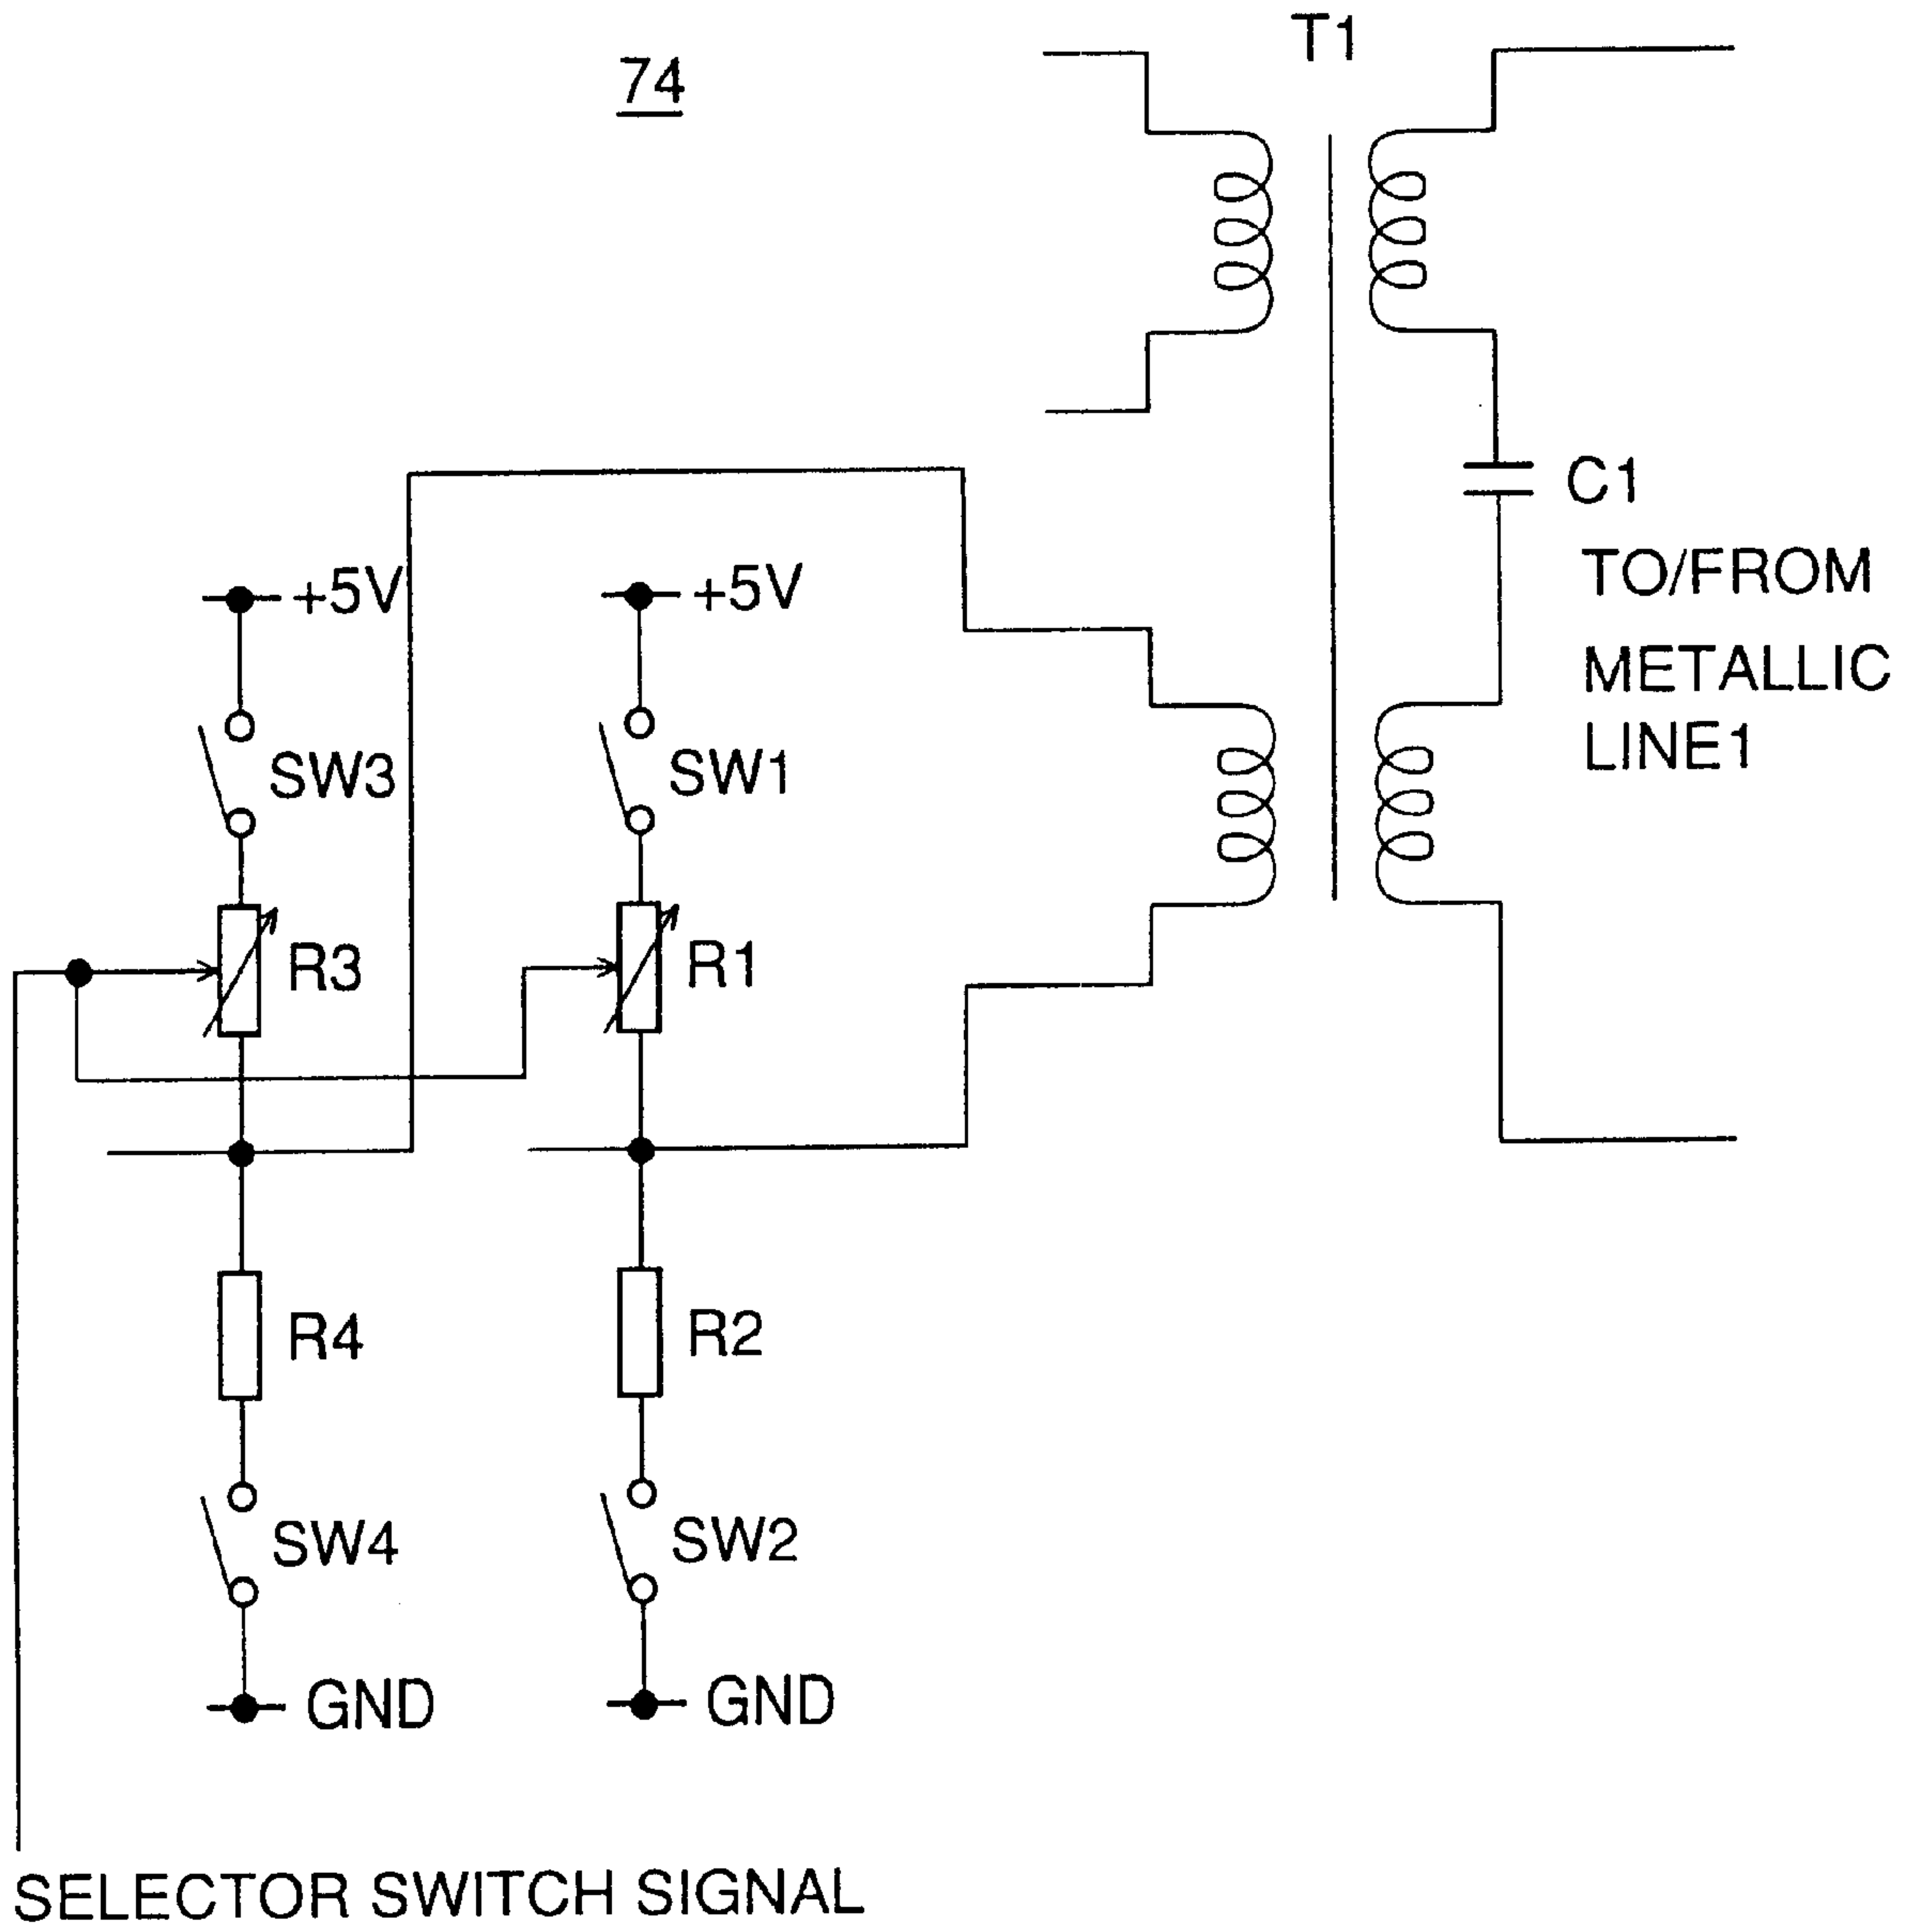 T1
74
C1
TO/FROM
METALLIC
LINE1
+5V
+5V
SW3
SW1
R3
R1
R4
R2
SW4
SW2
GND
GND
SELECTOR SWITCH SIGNAL